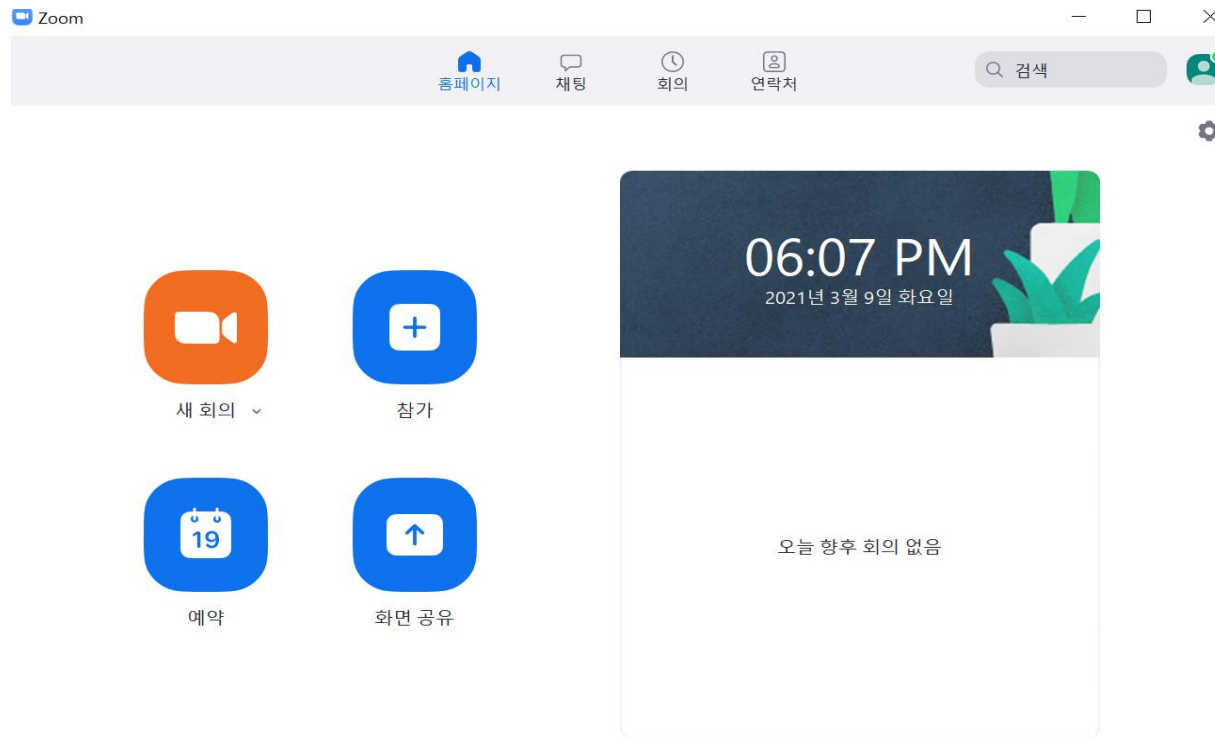 Zoom
홈페이지
채팅
회의
연락처
검색
06:07 PM
2021년 3월 9일 화요일
새 회의
참가
19
예약
화면 공유
오늘 향후 회의 없음